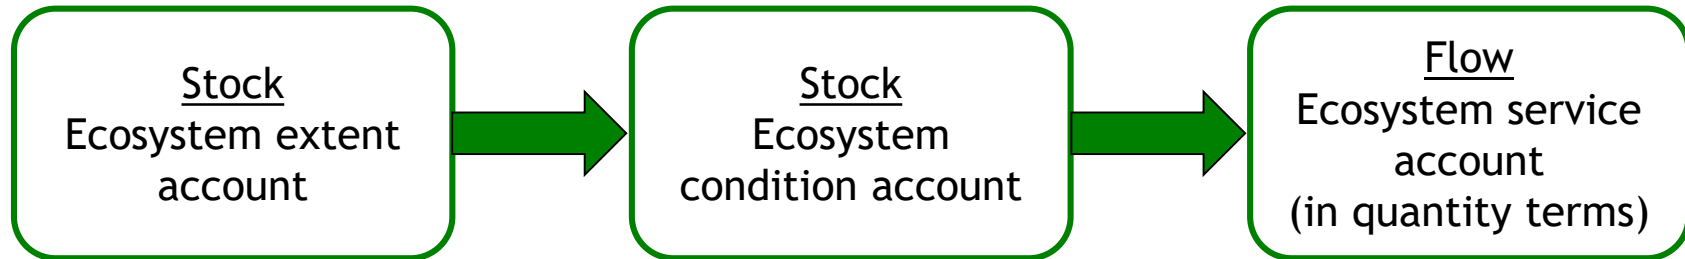 Stock
Ecosystem extent
account
Stock
Ecosystem
condition account
Flow
Ecosystem service
account
(in quantity terms)